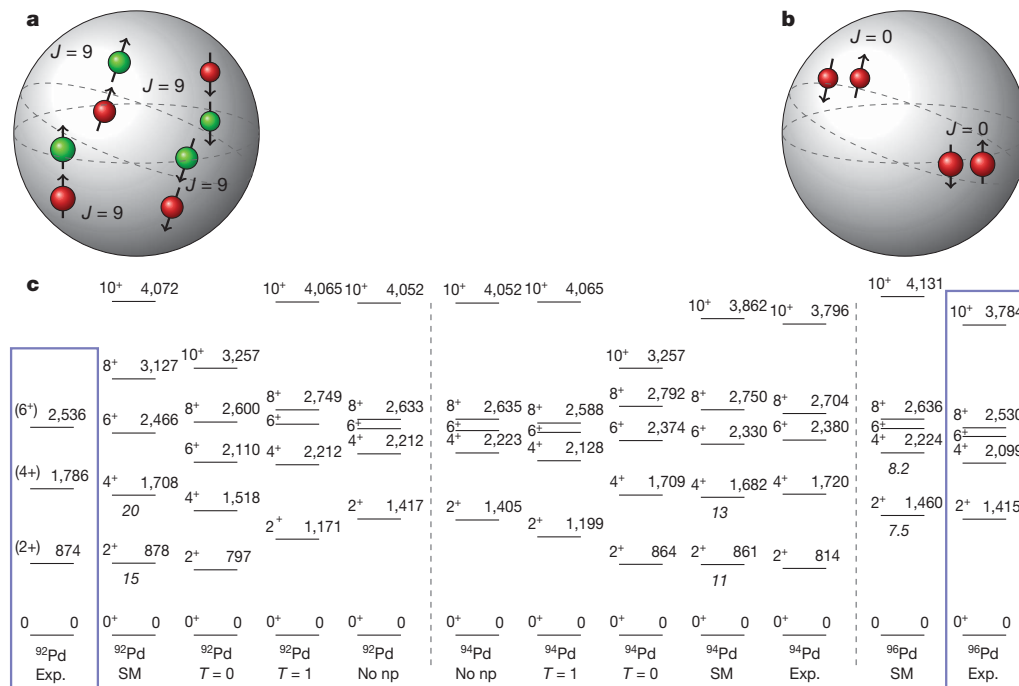 a
J = 9
J = 9
J = 9
J = 9
J = 9
b
J = 0
J = 0
c
(6+) 2,536
(4+) 1,786
(2+) 874
0 0
92Pd
Exp.
10+ 4,072
8+ 3,127
6+ 2,466
4+ 1,708
20
2+ 878
15
0+ 0
92Pd
SM
10+ 3,257
8+ 2,600
6+ 2,110
4+ 1,518
2+ 797
0+ 0
92Pd
T = 0
10+ 4,065
8+ 2,749
6+
4+ 2,212
2+ 1,171
0+ 0
92Pd
T = 1
10+ 4,052
8+ 2,633
6+
4+ 2,212
2+ 1,417
0+ 0
92Pd
No np
10+ 4,052
8+ 2,635
6+
4+ 2,223
2+ 1,405
0+ 0
94Pd
No np
10+ 4,065
8+ 2,588
6+
4+ 2,128
2+ 1,199
0+ 0
94Pd
T = 1
10+ 3,257
8+ 2,792
6+ 2,374
4+ 1,709
2+ 864
0+ 0
94Pd
T = 0
10+ 3,862
8+ 2,750
6+ 2,330
4+ 1,682
13
2+ 861
11
0+ 0
94Pd
SM
10+ 3,796
8+ 2,704
6+ 2,380
4+ 1,720
2+ 814
0+ 0
94Pd
Exp.
10+ 4,131
8+ 2,636
6+
4+ 2,224
8.2
2+ 1,460
7.5
0+ 0
96Pd
SM
10+ 3,784
8+ 2,530
6+
4+ 2,099
2+ 1,415
0+ 0
96Pd
Exp.